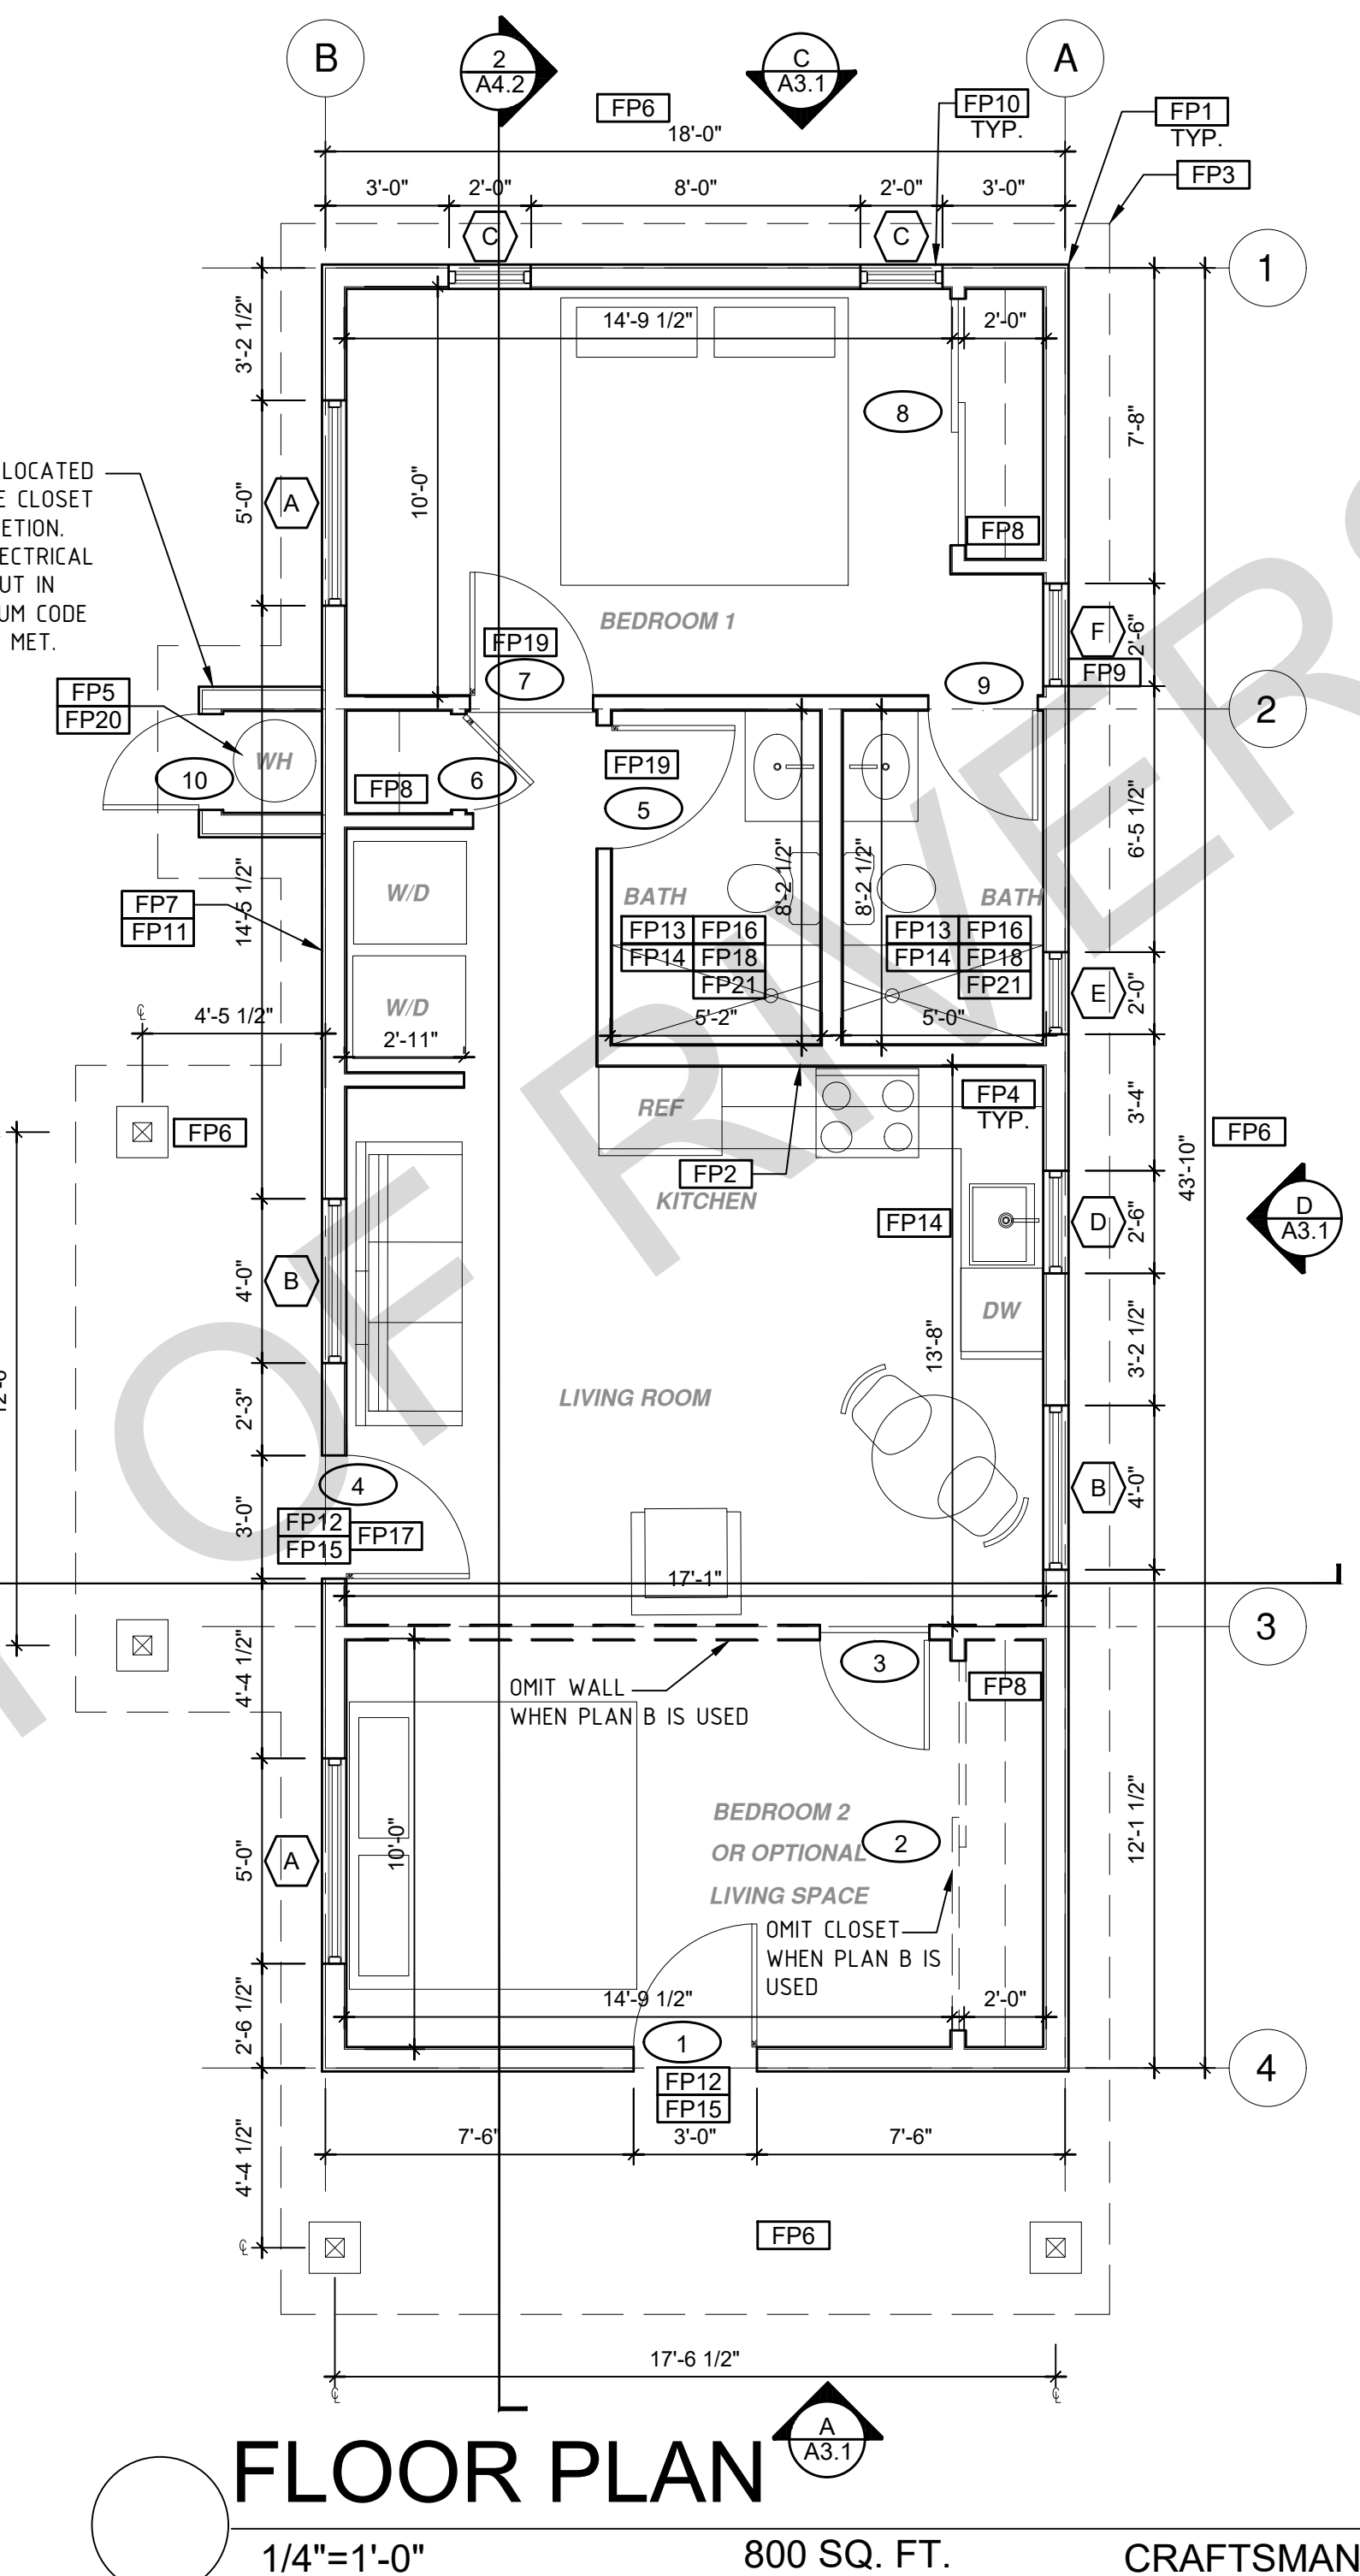 B
2
A4.2
C
A3.1
A
FP6
FP10
TYP.
FP1
TYP.
FP3
18'-0"
3'-0"
2'-0"
8'-0"
2'-0"
3'-0"
C
C
1
3'-2 1/2"
14'-9 1/2"
2'-0"
8
7'-8"
LOCATED
E CLOSET
ETION.
ECTRICAL
UT IN
UM CODE
MET.
5'-0"
A
10'-0"
FP8
BEDROOM 1
F
2'-6"
FP9
FP19
7
9
FP5
FP20
2
WH
10
FP8
6
FP19
5
6'-5 1/2"
8'-2 1/2"
8'-2 1/2"
W/D
BATH
BATH
FP7
FP11
14'-5 1/2"
FP13 FP16
FP14 FP18
FP21
FP13 FP16
FP14 FP18
FP21
E
2'-0"
W/D
2'-11"
5'-2"
5'-0"
℄
4'-5 1/2"
REF
FP4
TYP.
3'-4"
43'-10"
FP6
FP6
FP2
KITCHEN
FP14
D
2'-6"
D
A3.1
B
4'-0"
DW
13'-8"
3'-2 1/2"
2'-3"
LIVING ROOM
4
3'-0"
FP12
FP15
FP17
B
4'-0"
17'-1"
3
4'-4 1/2"
3
OMIT WALL
WHEN PLAN B IS USED
FP8
BEDROOM 2
OR OPTIONAL
LIVING SPACE
2
12'-1 1/2"
A
5'-0"
10'-0"
OMIT CLOSET
WHEN PLAN B IS
USED
2'-6 1/2"
14'-9 1/2"
2'-0"
1
FP12
FP15
4
7'-6"
3'-0"
7'-6"
4'-4 1/2"
℄
FP6
17'-6 1/2"
℄
℄
A
A3.1
FLOOR PLAN
1/4"=1'-0"
800 SQ. FT.
CRAFTSMAN
OF RIVERS